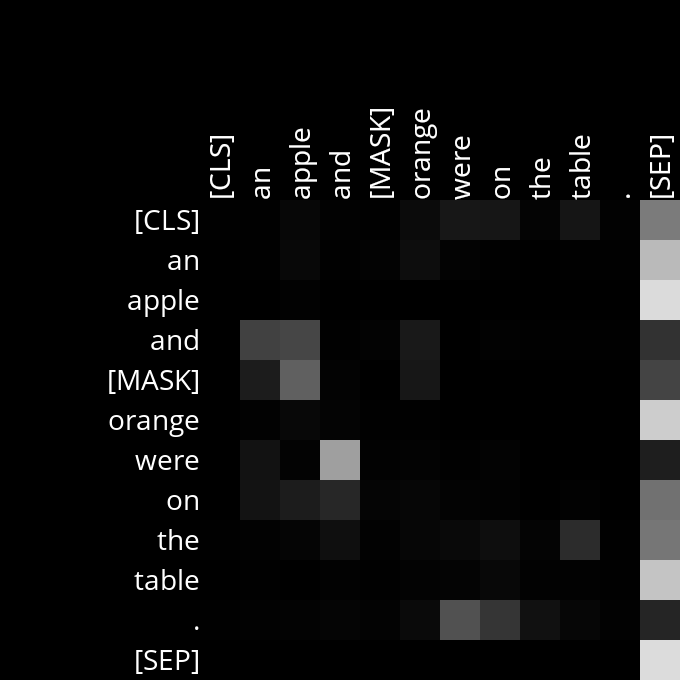 [CLS] an apple and [MASK] orange were on the table . [SEP]
[CLS]
an
apple
and
[MASK]
orange
were
on
the
table
.
[SEP]